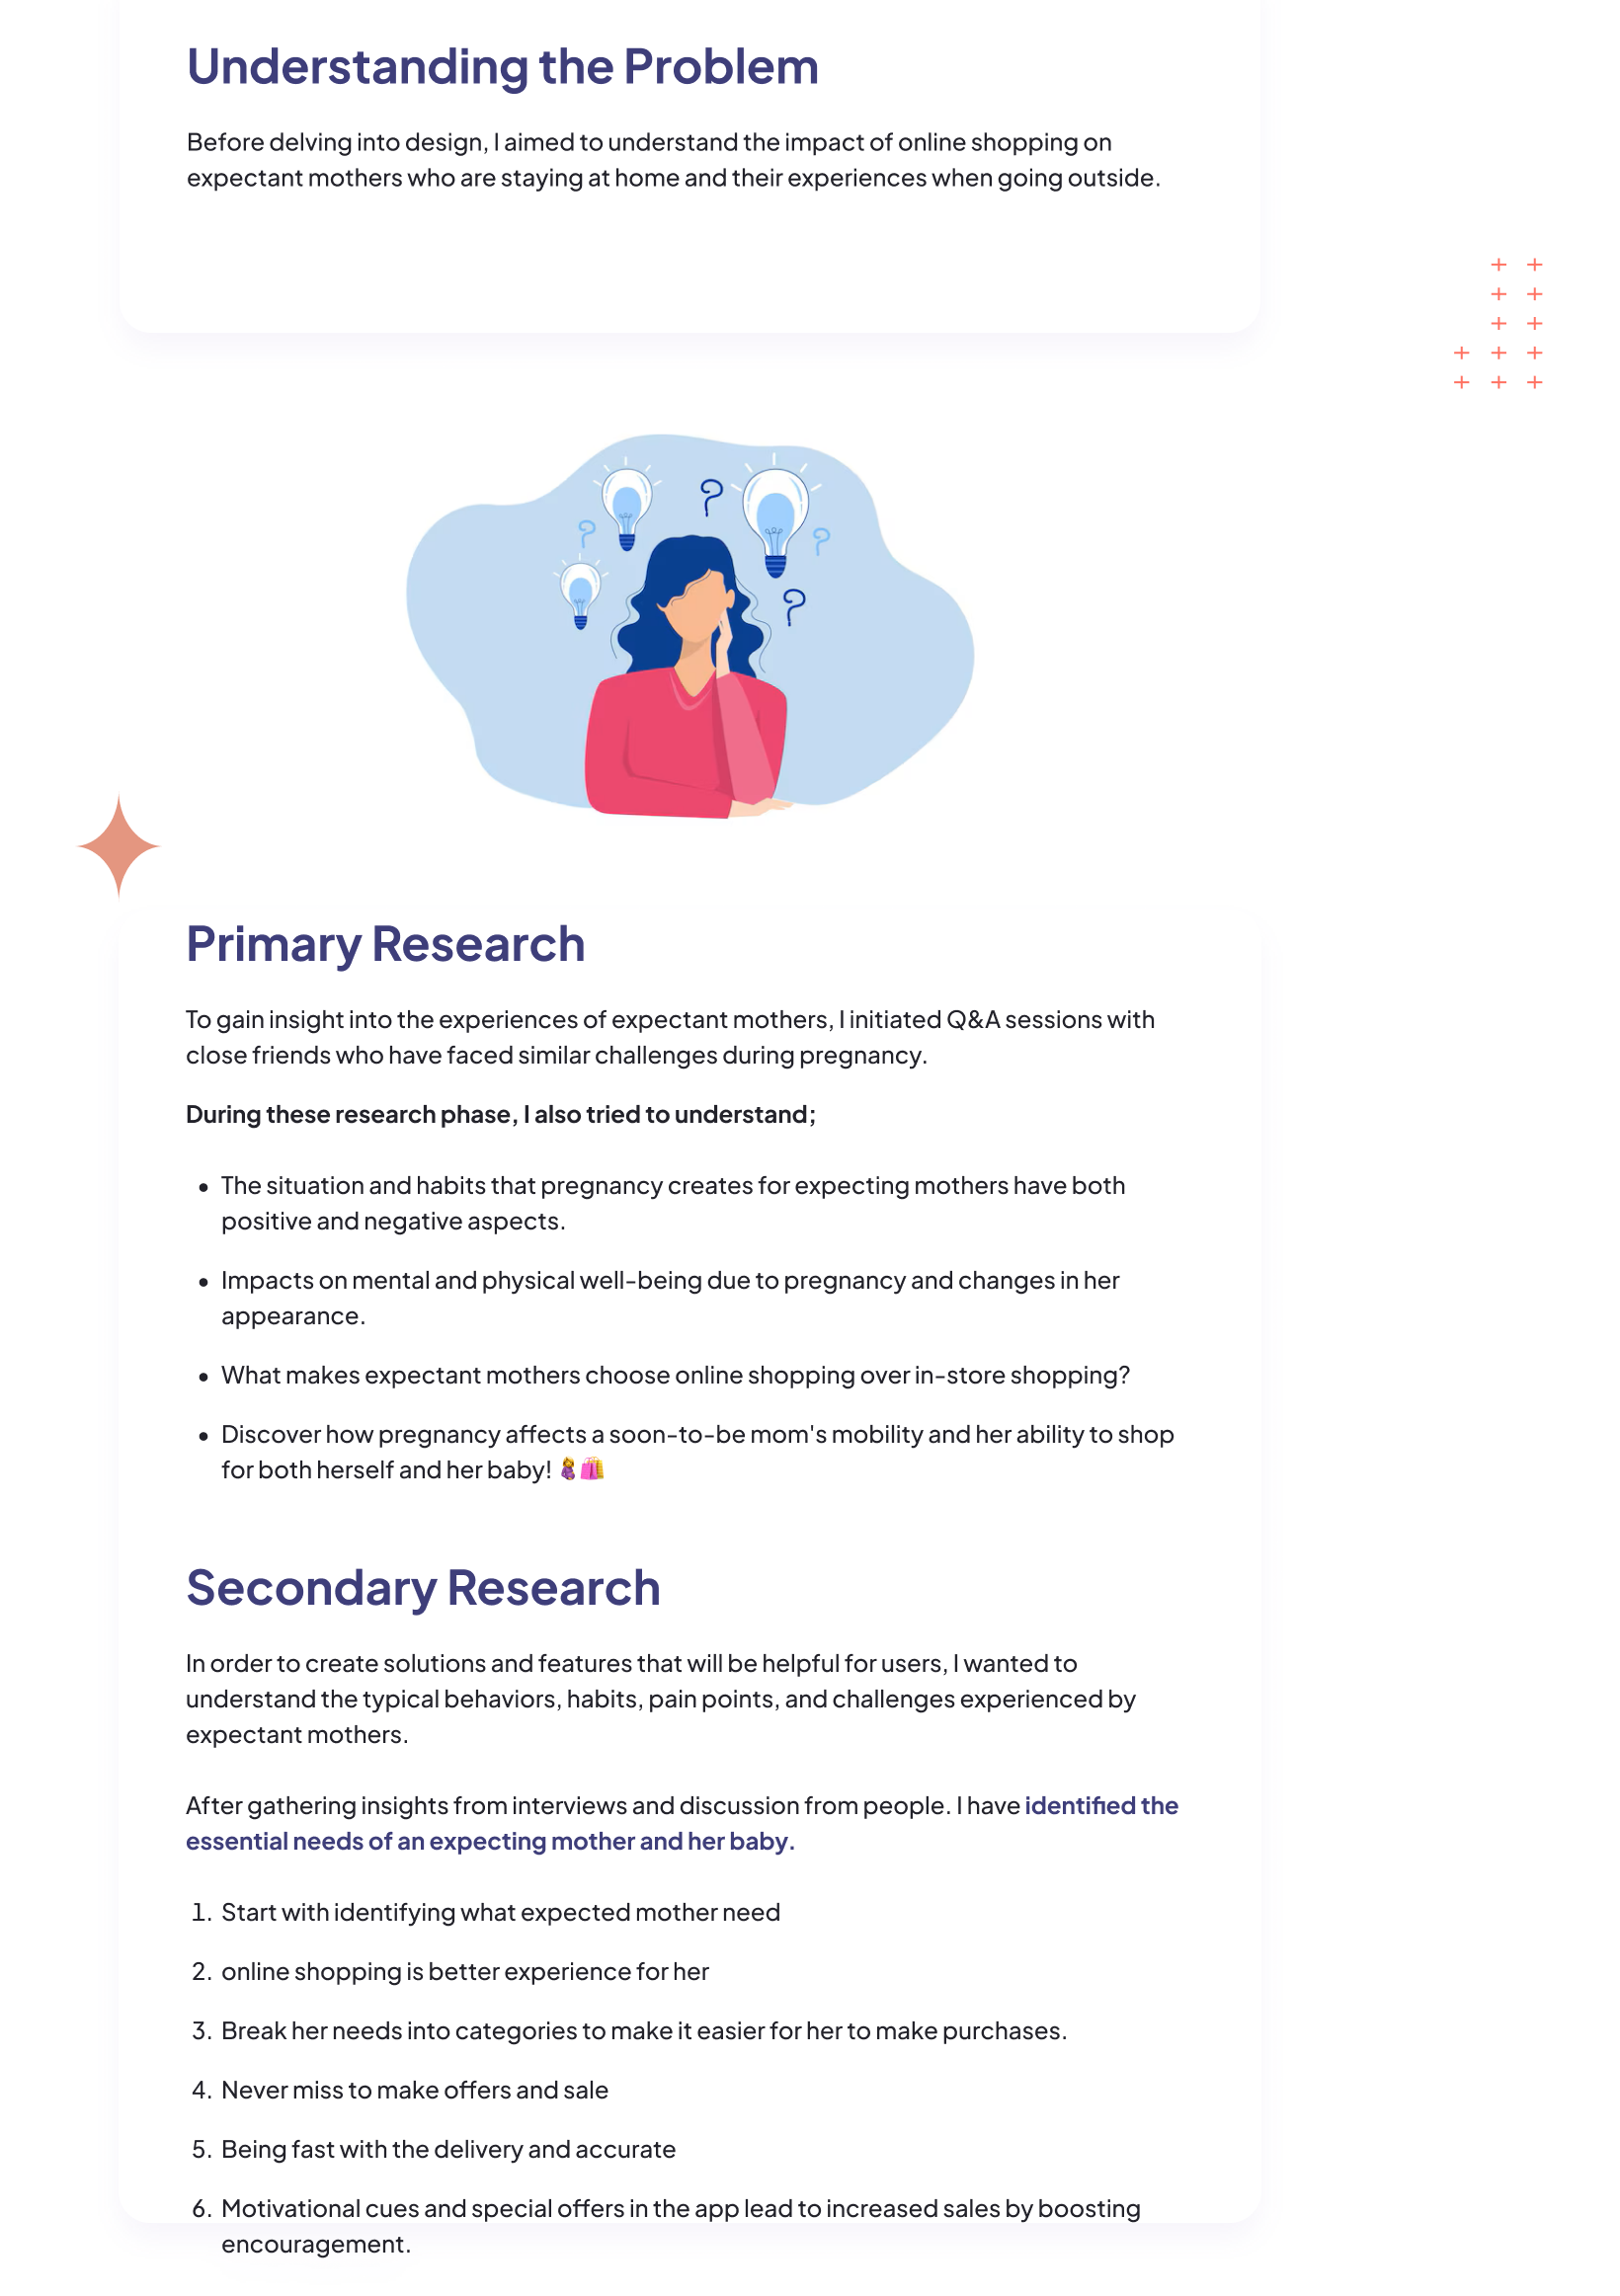 Understanding the Problem
Before delving into design, I aimed to understand the impact of online shopping on
expectant mothers who are staying at home and their experiences when going outside.
Primary Research
To gain insight into the experiences of expectant mothers, I initiated Q&A sessions with
close friends who have faced similar challenges during pregnancy.
During these research phase, I also tried to understand;
• The situation and habits that pregnancy creates for expecting mothers have both
positive and negative aspects.
• Impacts on mental and physical well-being due to pregnancy and changes in her
appearance.
• What makes expectant mothers choose online shopping over in-store shopping?
• Discover how pregnancy affects a soon-to-be mom's mobility and her ability to shop
for both herself and her baby! 🤰🛍️
Secondary Research
In order to create solutions and features that will be helpful for users, I wanted to
understand the typical behaviors, habits, pain points, and challenges experienced by
expectant mothers.
After gathering insights from interviews and discussion from people. I have identified the
essential needs of an expecting mother and her baby.
1. Start with identifying what expected mother need
2. online shopping is better experience for her
3. Break her needs into categories to make it easier for her to make purchases.
4. Never miss to make offers and sale
5. Being fast with the delivery and accurate
6. Motivational cues and special offers in the app lead to increased sales by boosting
encouragement.